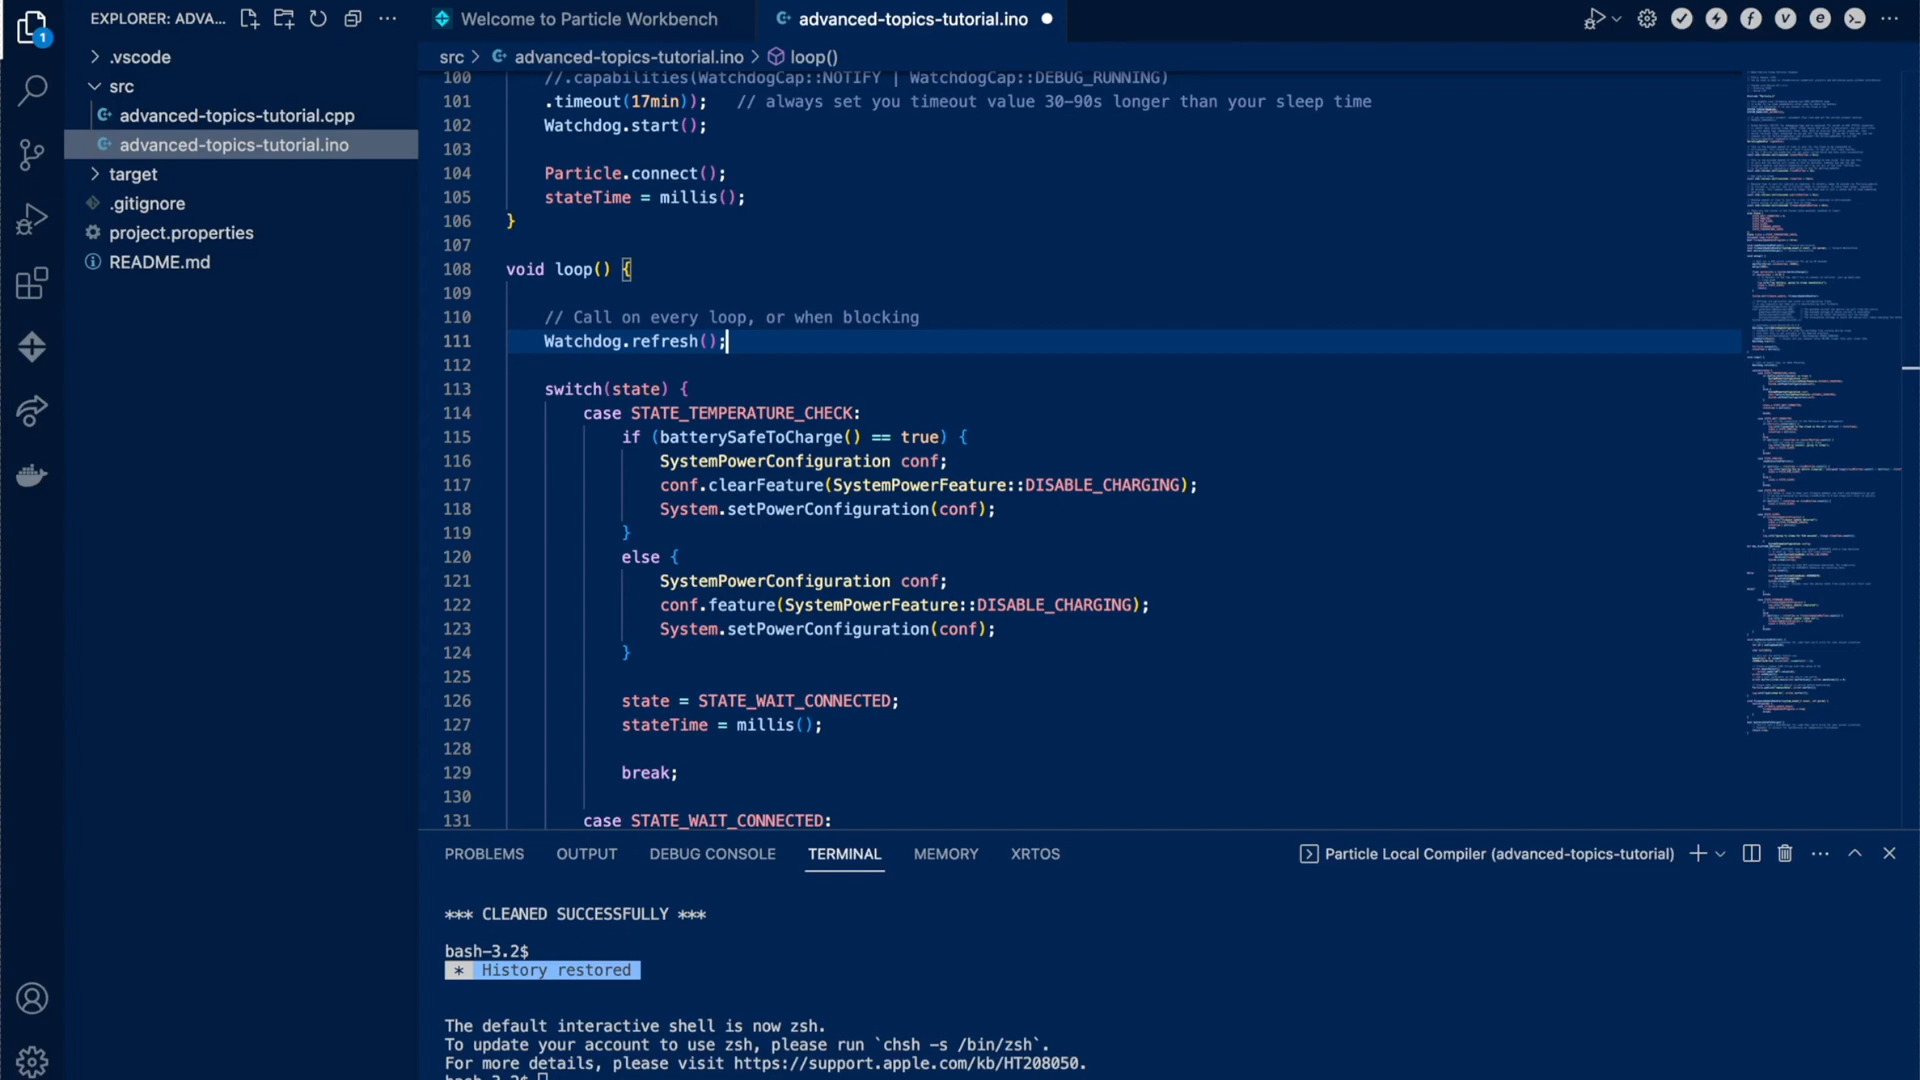 EXPLORER: ADVA...
Welcome to Particle Workbench
advanced-topics-tutorial.ino
1
.vscode
src
advanced-topics-tutorial.cpp
advanced-topics-tutorial.ino
target
.gitignore
project.properties
README.md
src > advanced-topics-tutorial.ino > loop()
100 //.capabilities(WatchdogCap::NOTIFY | WatchdogCap::DEBUG_RUNNING)
101 .timeout(17min)); // always set you timeout value 30-90s longer than your sleep time
102 Watchdog.start();
103
104 Particle.connect();
105 stateTime = millis();
106 }
107
108 void loop() {
109
110 // Call on every loop, or when blocking
111 Watchdog.refresh();
112
113 switch(state) {
114 case STATE_TEMPERATURE_CHECK:
115 if (batterySafeToCharge() == true) {
116 SystemPowerConfiguration conf;
117 conf.clearFeature(SystemPowerFeature::DISABLE_CHARGING);
118 System.setPowerConfiguration(conf);
119 }
120 else {
121 SystemPowerConfiguration conf;
122 conf.feature(SystemPowerFeature::DISABLE_CHARGING);
123 System.setPowerConfiguration(conf);
124 }
125
126 state = STATE_WAIT_CONNECTED;
127 stateTime = millis();
128
129 break;
130
131 case STATE_WAIT_CONNECTED:
PROBLEMS OUTPUT DEBUG CONSOLE TERMINAL MEMORY XRTOS
Particle Local Compiler (advanced-topics-tutorial)
*** CLEANED SUCCESSFULLY ***
bash-3.2$
* History restored
The default interactive shell is now zsh.
To update your account to use zsh, please run `chsh -s /bin/zsh`.
For more details, please visit https://support.apple.com/kb/HT208050.
bash-3.2$